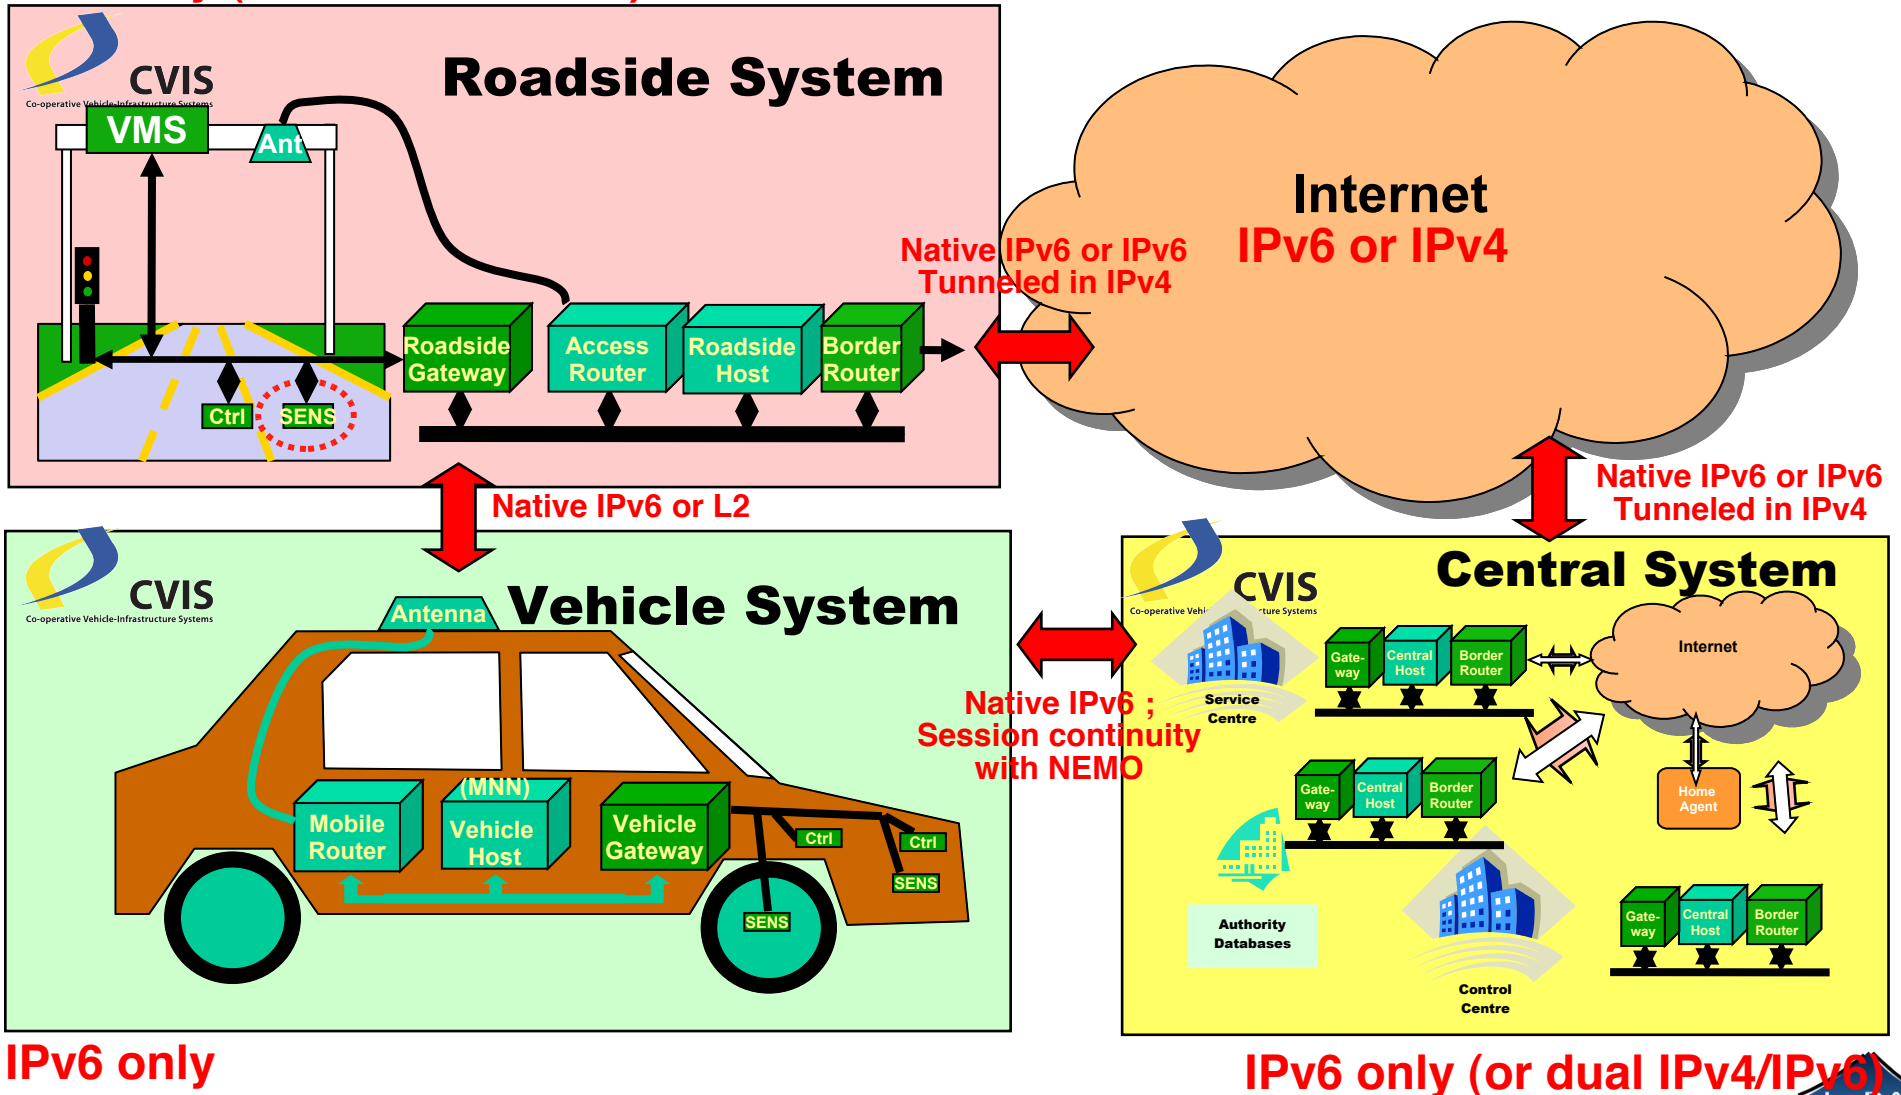 CVIS
Co-operative Vehicle-Infrastructure Systems
Roadside System
VMS
Ant
Roadside
Gateway
Access
Router
Roadside
Host
Border
Router
Ctrl
SENS
Native IPv6 or IPv6
Tunneled in IPv4
Internet
IPv6 or IPv4
Native IPv6 or L2
Native IPv6 or IPv6
Tunneled in IPv4
CVIS
Co-operative Vehicle-Infrastructure Systems
Vehicle System
Antenna
Mobile
Router
(MNN)
Vehicle
Host
Vehicle
Gateway
Ctrl
Ctrl
SENS
SENS
Native IPv6 ;
Session continuity
with NEMO
CVIS
Central System
Service
Centre
Gate-
way
Central
Host
Border
Router
Internet
Gate-
way
Central
Host
Border
Router
Home
Agent
Authority
Databases
Control
Centre
Gate-
way
Central
Host
Border
Router
IPv6 only
IPv6 only (or dual IPv4/IPv6)